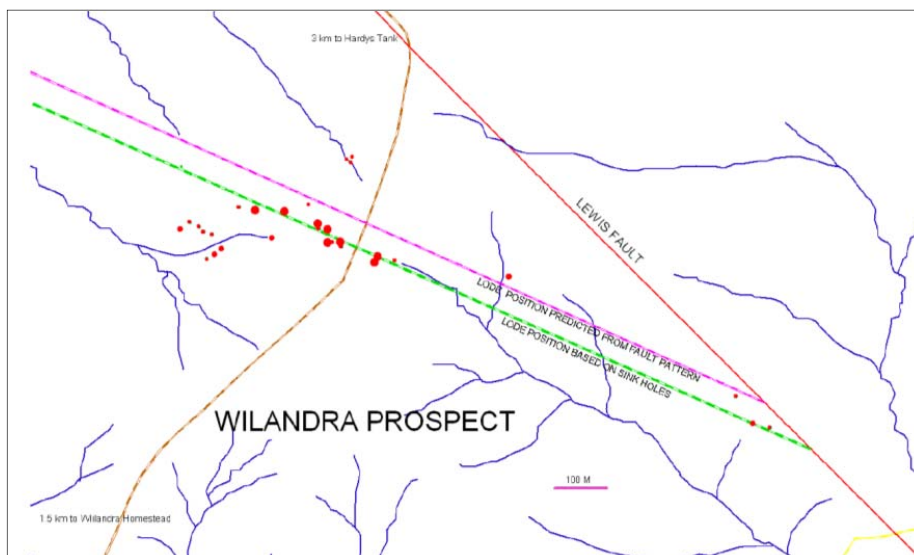 3 km to Hardys Tank
LEWIS FAULT
LODE POSITION PREDICTED FROM FAULT PATTERN
LODE POSITION BASED ON SINK HOLES
WILANDRA PROSPECT
100 M
1.5 km to Wilandra Homestead